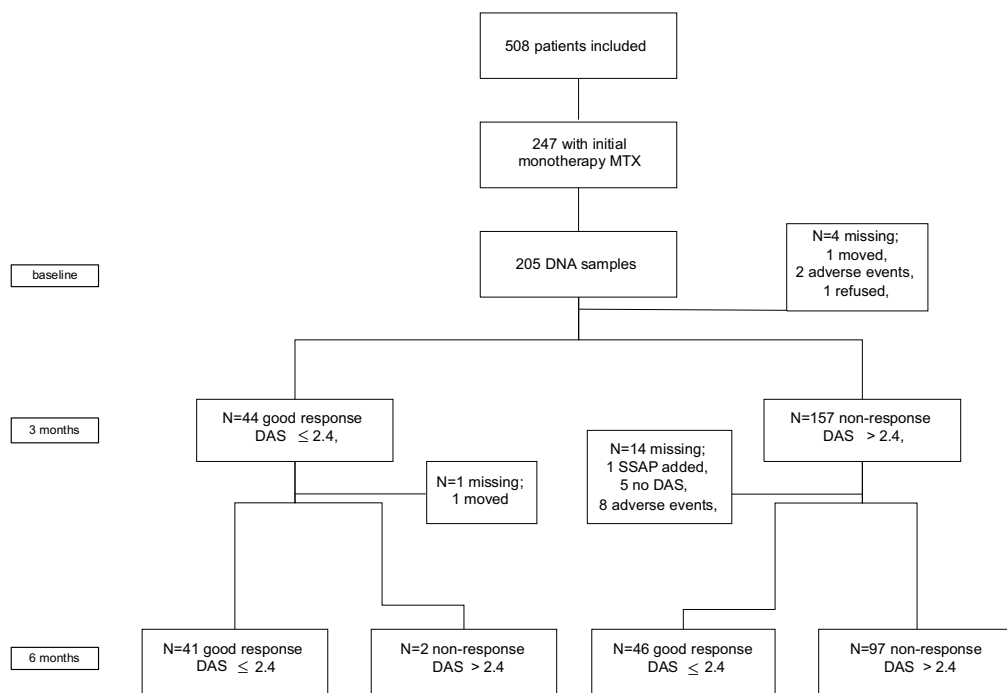 508 patients included
247 with initial
monotherapy MTX
N=4 missing;
1 moved,
2 adverse events,
1 refused,
baseline
205 DNA samples
3 months
N=44 good response
DAS ≤ 2.4,
N=157 non-response
DAS > 2.4,
N=1 missing;
1 moved
N=14 missing;
1 SSAP added,
5 no DAS,
8 adverse events,
6 months
N=41 good response
DAS ≤ 2.4
N=2 non-response
DAS > 2.4
N=46 good response
DAS ≤ 2.4
N=97 non-response
DAS > 2.4